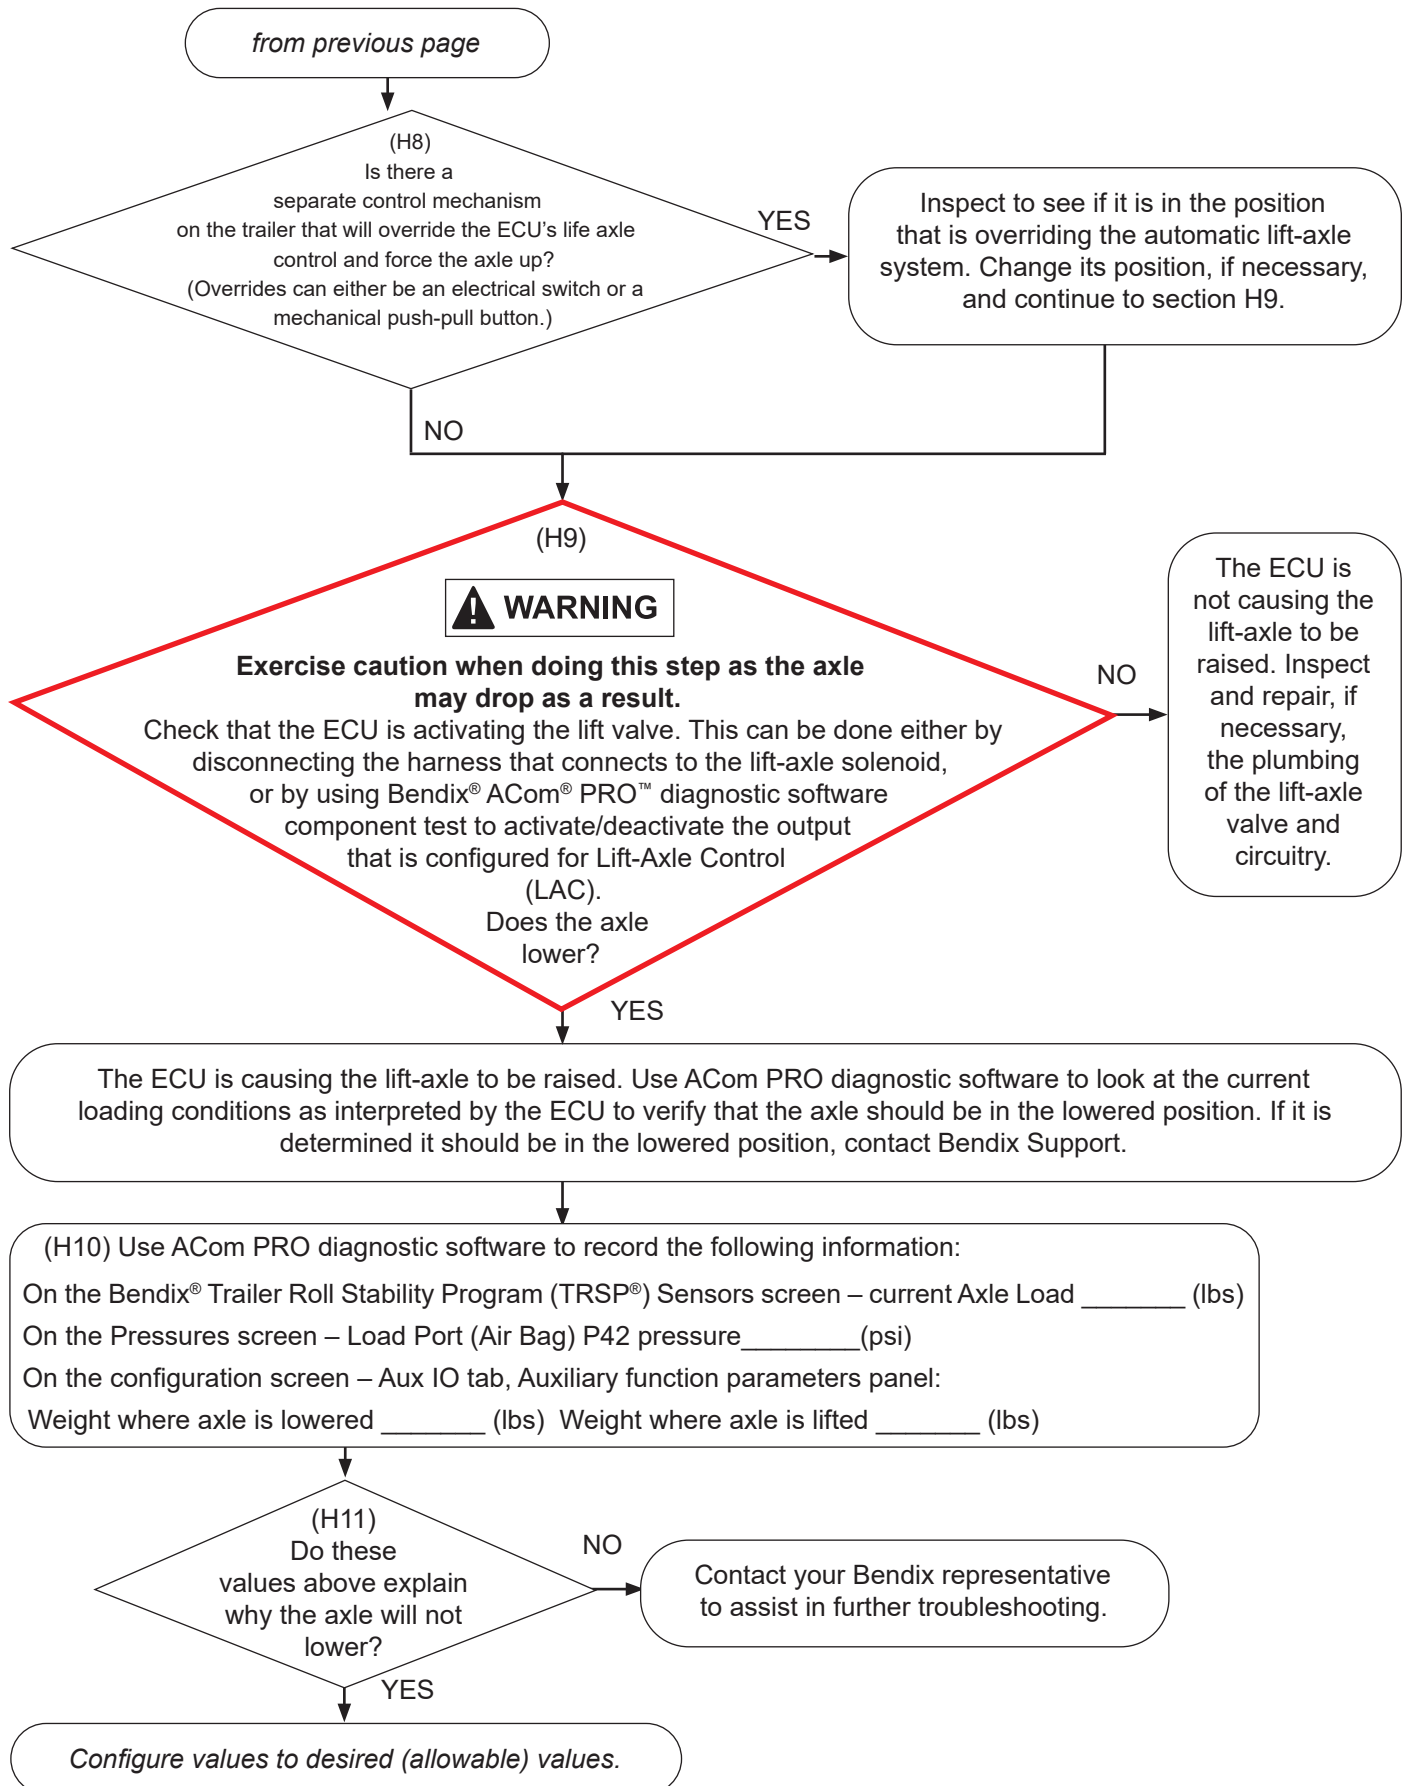 from previous page
(H8)
Is there a
separate control mechanism
on the trailer that will override the ECU's life axle
control and force the axle up?
(Overrides can either be an electrical switch or a
mechanical push-pull button.)
YES
Inspect to see if it is in the position
that is overriding the automatic lift-axle
system. Change its position, if necessary,
and continue to section H9.
NO
(H9)
WARNING
Exercise caution when doing this step as the axle
may drop as a result.
Check that the ECU is activating the lift valve. This can be done either by
disconnecting the harness that connects to the lift-axle solenoid,
or by using Bendix® ACom® PRO™ diagnostic software
component test to activate/deactivate the output
that is configured for Lift-Axle Control
(LAC).
Does the axle
lower?
NO
The ECU is
not causing the
lift-axle to be
raised. Inspect
and repair, if
necessary,
the plumbing
of the lift-axle
valve and
circuitry.
YES
The ECU is causing the lift-axle to be raised. Use ACom PRO diagnostic software to look at the current
loading conditions as interpreted by the ECU to verify that the axle should be in the lowered position. If it is
determined it should be in the lowered position, contact Bendix Support.
(H10) Use ACom PRO diagnostic software to record the following information:
On the Bendix® Trailer Roll Stability Program (TRSP®) Sensors screen – current Axle Load _______ (lbs)
On the Pressures screen – Load Port (Air Bag) P42 pressure________(psi)
On the configuration screen – Aux IO tab, Auxiliary function parameters panel:
Weight where axle is lowered _______ (lbs)  Weight where axle is lifted _______ (lbs)
(H11)
Do these
values above explain
why the axle will not
lower?
NO
Contact your Bendix representative
to assist in further troubleshooting.
YES
Configure values to desired (allowable) values.